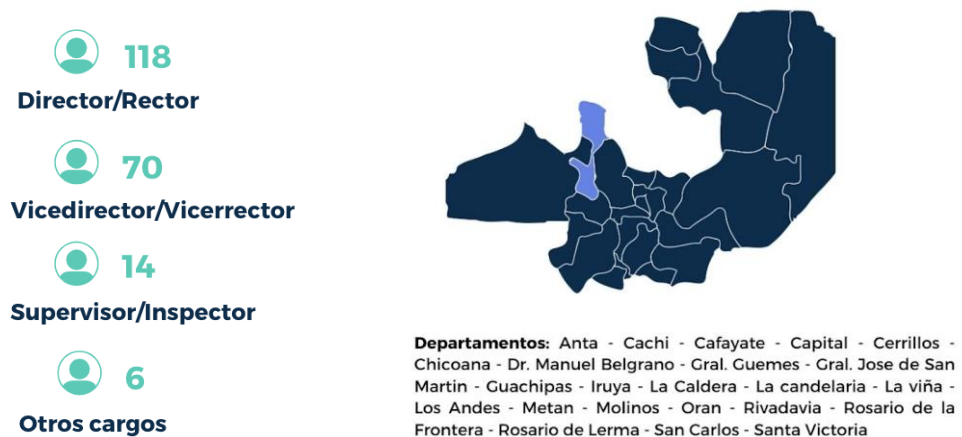 118
Director/Rector
70
Vicedirector/Vicerrector
14
Supervisor/Inspector
6
Otros cargos
Departamentos: Anta - Cachi - Cafayate - Capital - Cerrillos -
Chicoana - Dr. Manuel Belgrano - Gral. Guemes - Gral. Jose de San
Martin - Guachipas - Iruya - La Caldera - La candelaria - La viña -
Los Andes - Metan - Molinos - Oran - Rivadavia - Rosario de la
Frontera - Rosario de Lerma - San Carlos - Santa Victoria